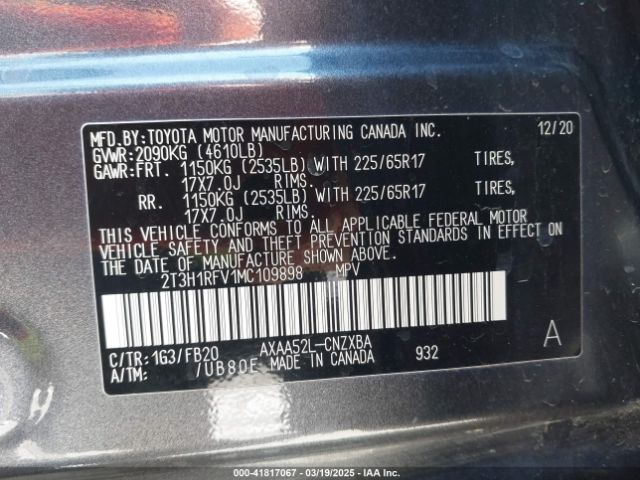 MFD.BY:TOYOTA MOTOR MANUFACTURING CANADA INC. 12/20
GVWR:2090KG (4610LB)
GAWR:FRT. 1150KG (2535LB) WITH 225/65R17 TIRES,
17X7.0J RIMS.
RR. 1150KG (2535LB) WITH 225/65R17 TIRES,
17X7.0J RIMS.
THIS VEHICLE CONFORMS TO ALL APPLICABLE FEDERAL MOTOR
VEHICLE SAFETY AND THEFT PREVENTION STANDARDS IN EFFECT ON
THE DATE OF MANUFACTURE SHOWN ABOVE.
2T3H1RFV1MC109898 MPV
C/TR:1G3/FB20 AXAA52L-CNZXBA 932 A
A/TM: /UB80E MADE IN CANADA
H
000-41817067 — 03/19/2025 — IAA Inc.